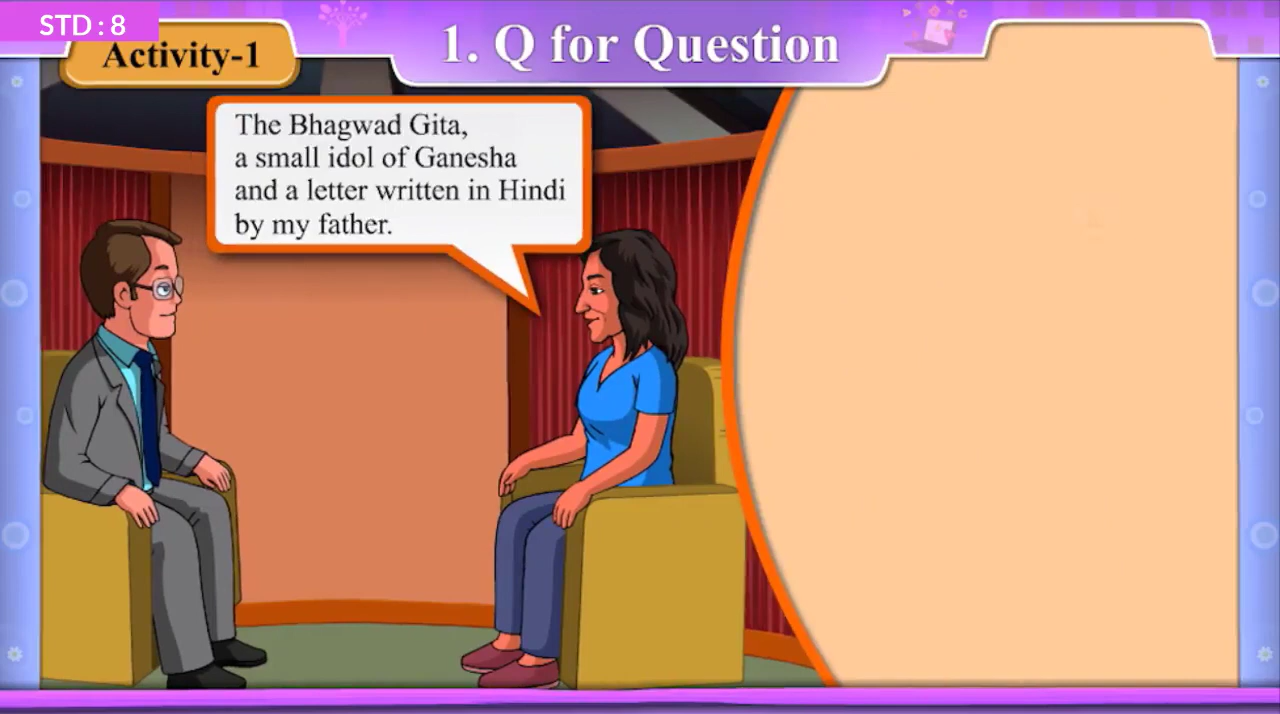 STD : 8
Activity-1
1. Q for Question
The Bhagwad Gita,
a small idol of Ganesha
and a letter written in Hindi
by my father.